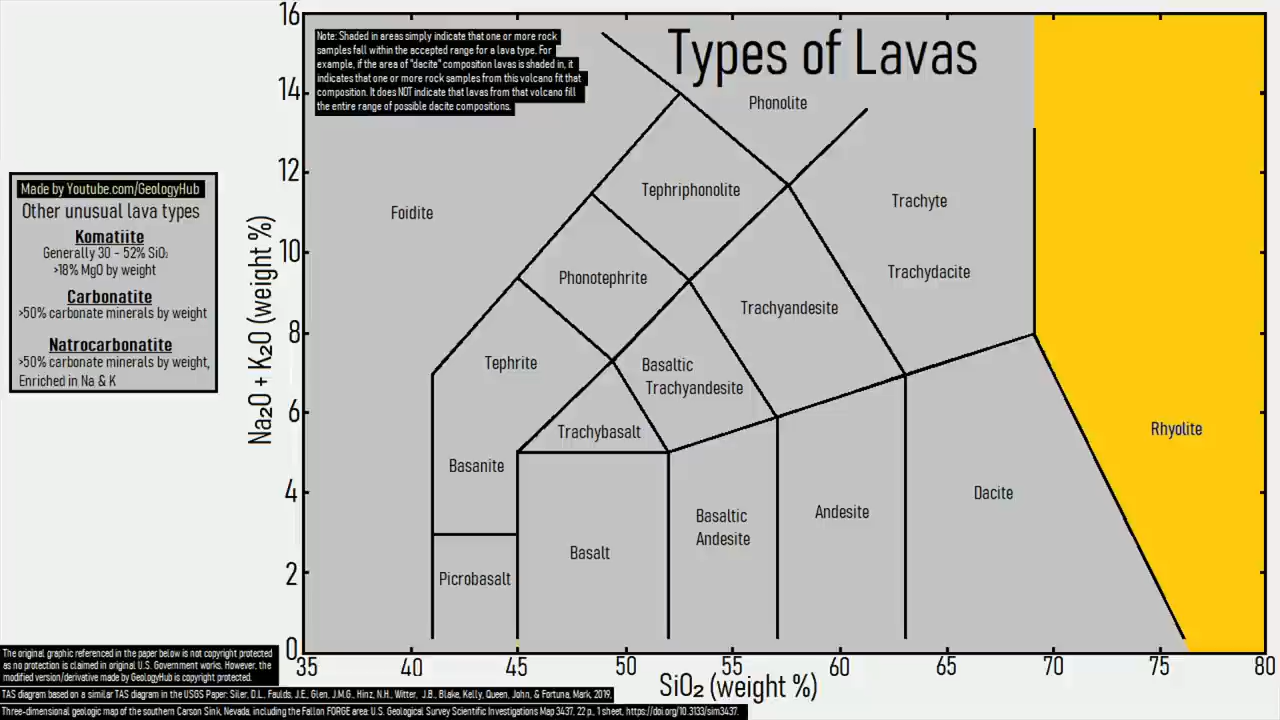 Types of Lavas
Note: Shaded in areas simply indicate that one or more rock
samples fall within the accepted range for a lava type. For
example, if the area of "dacite" composition lavas is shaded in, it
indicates that one or more rock samples from this volcano fit that
composition. It does NOT indicate that lavas from that volcano fill
the entire range of possible dacite compositions.
Made by Youtube.com/GeologyHub
Other unusual lava types
Komatiite
Generally 30 - 52% SiO₂
>18% MgO by weight
Carbonatite
>50% carbonate minerals by weight
Natrocarbonatite
>50% carbonate minerals by weight,
Enriched in Na & K
Na₂O + K₂O (weight %)
16
14
12
10
8
6
4
2
0
Phonolite
Tephriphonolite
Foidite
Trachyte
Trachydacite
Phonotephrite
Trachyandesite
Tephrite
Basaltic
Trachyandesite
Trachybasalt
Rhyolite
Basanite
Dacite
Basaltic
Andesite
Andesite
Basalt
Picrobasalt
35 40 45 50 55 60 65 70 75 80
SiO₂ (weight %)
The original graphic referenced in the paper below is not copyright protected
as no protection is claimed in original U.S. Government works. However, the
modified version/derivative made by GeologyHub is copyright protected.
TAS diagram based on a similar TAS diagram in the USGS Paper: Siler, D.L., Faulds, J.E., Glen, J.M.G., Hinz, N.H., Witter, J.B., Blake, Kelly, Queen, John, & Fortuna, Mark, 2019,
Three-dimensional geologic map of the southern Carson Sink, Nevada, including the Fallon FORGE area: U.S. Geological Survey Scientific Investigations Map 3437, 22 p., 1 sheet, https://doi.org/10.3133/sim3437.